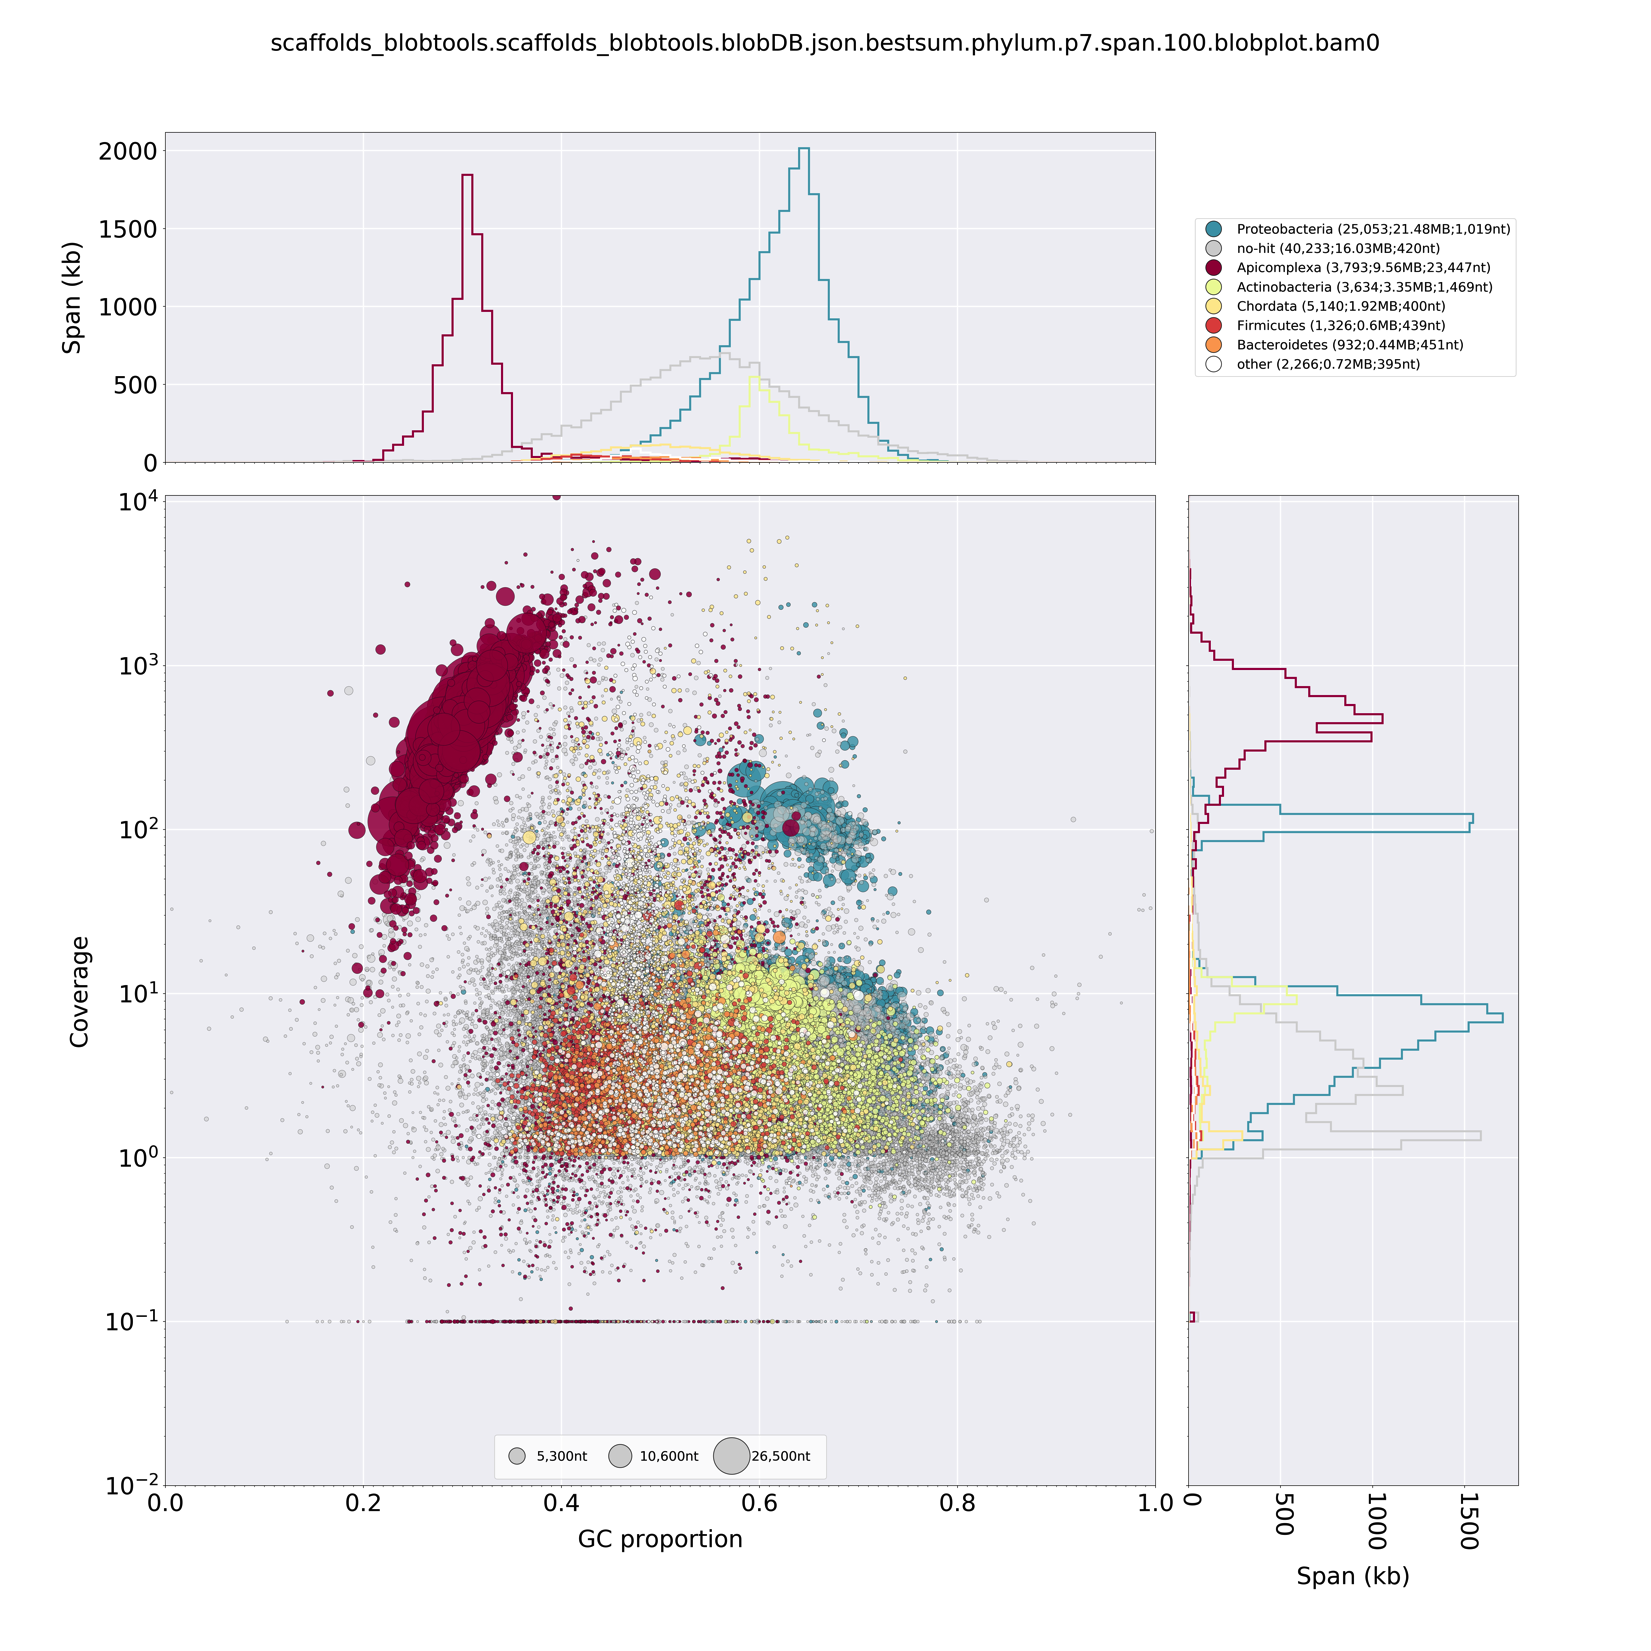 scaffolds_blobtools.scaffolds_blobtools.blobDB.json.bestsum.phylum.p7.span.100.blobplot.bam0
Span (kb)
2000
1500
1000
500
0
Proteobacteria (25,053;21.48MB;1,019nt)
no-hit (40,233;16.03MB;420nt)
Apicomplexa (3,793;9.56MB;23,447nt)
Actinobacteria (3,634;3.35MB;1,469nt)
Chordata (5,140;1.92MB;400nt)
Firmicutes (1,326;0.6MB;439nt)
Bacteroidetes (932;0.44MB;451nt)
other (2,266;0.72MB;395nt)
Coverage
10⁴
10³
10²
10¹
10⁰
10⁻¹
10⁻²
5,300nt 10,600nt 26,500nt
0.0 0.2 0.4 0.6 0.8 1.0
GC proportion
0 500 1000 1500
Span (kb)